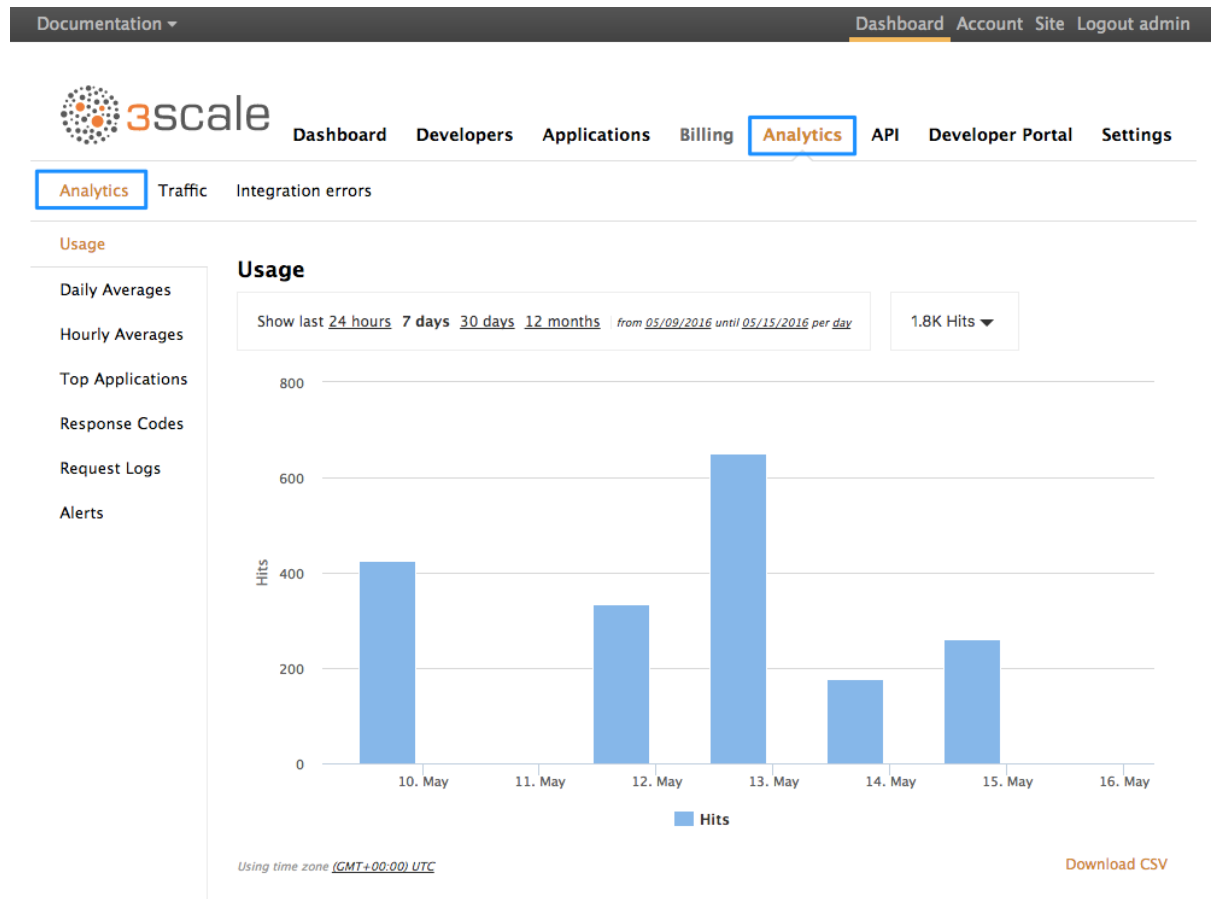 Documentation Dashboard Account Site Logout admin
3scale Dashboard Developers Applications Billing Analytics API Developer Portal Settings
Analytics Traffic Integration errors
Usage
Daily Averages
Hourly Averages
Top Applications
Response Codes
Request Logs
Alerts
Usage
Show last 24 hours 7 days 30 days 12 months from 05/09/2016 until 05/15/2016 per day 1.8K Hits
800
600
400
200
0
Hits
10. May 11. May 12. May 13. May 14. May 15. May 16. May
Hits
Using time zone (GMT+00:00) UTC Download CSV